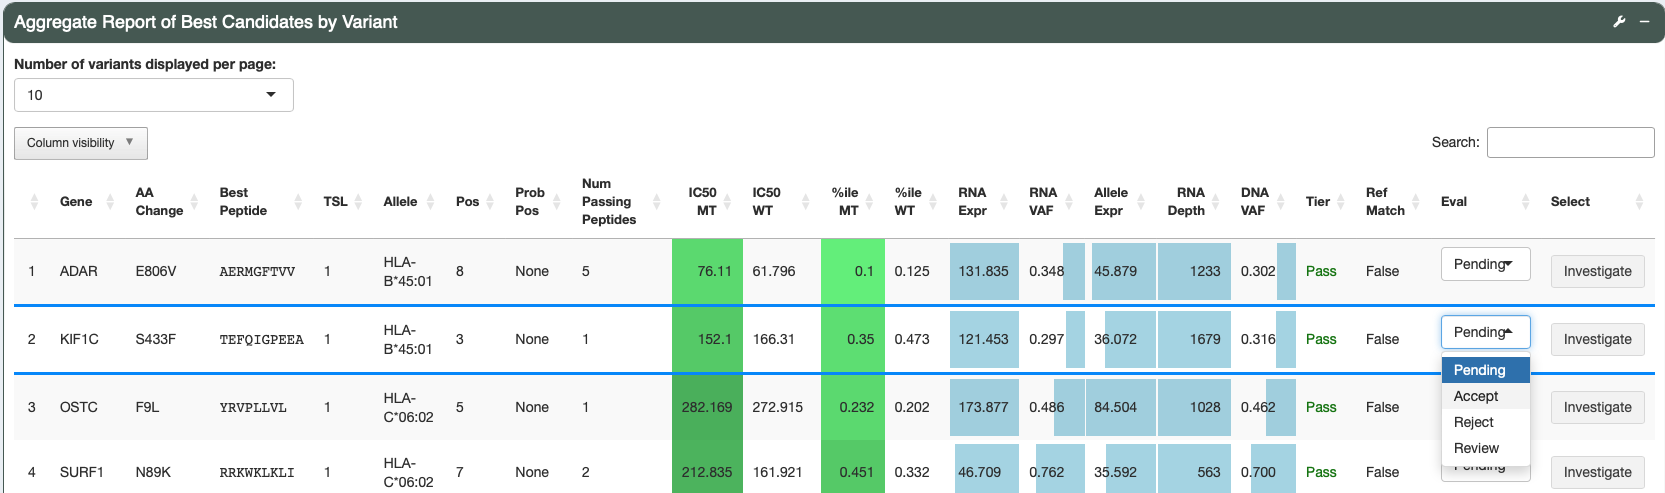 Aggregate Report of Best Candidates by Variant
Number of variants displayed per page:
10
Column visibility
Search:
Gene AA Change Best Peptide TSL Allele Pos Prob Pos Num Passing Peptides IC50 MT IC50 WT %ile MT %ile WT RNA Expr RNA VAF Allele Expr RNA Depth DNA VAF Tier Ref Match Eval Select
1 ADAR E806V AERMGFTVV 1 HLA-B*45:01 8 None 5 76.11 61.796 0.1 0.125 131.835 0.348 45.879 1233 0.302 Pass False Pending Investigate
2 KIF1C S433F TEFQIGPEEA 1 HLA-B*45:01 3 None 1 152.1 166.31 0.35 0.473 121.453 0.297 36.072 1679 0.316 Pass False Pending Investigate
Pending
Accept
Reject
Review
3 OSTC F9L YRVPLLVL 1 HLA-C*06:02 5 None 1 282.169 272.915 0.232 0.202 173.877 0.486 84.504 1028 0.462 Pass False Investigate
4 SURF1 N89K RRKWKLKLI 1 HLA-C*06:02 7 None 2 212.835 161.921 0.451 0.332 46.709 0.762 35.592 563 0.700 Pass False Pending Investigate